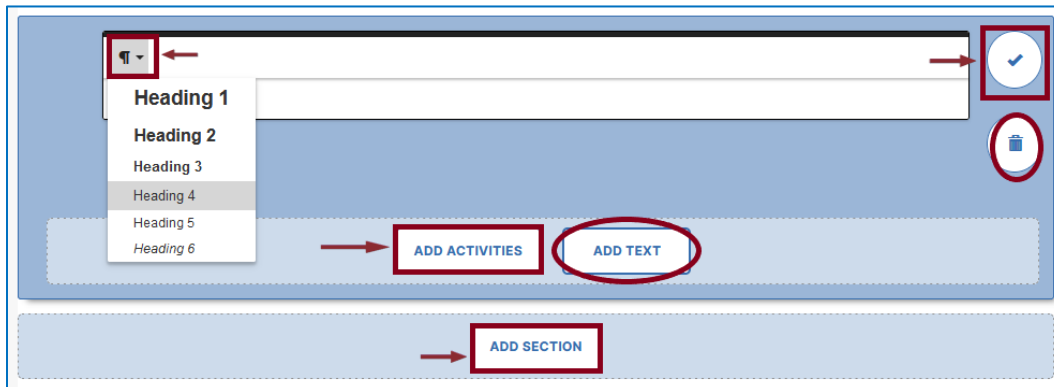 ¶
Heading 1
Heading 2
Heading 3
Heading 4
Heading 5
Heading 6
ADD ACTIVITIES ADD TEXT
ADD SECTION